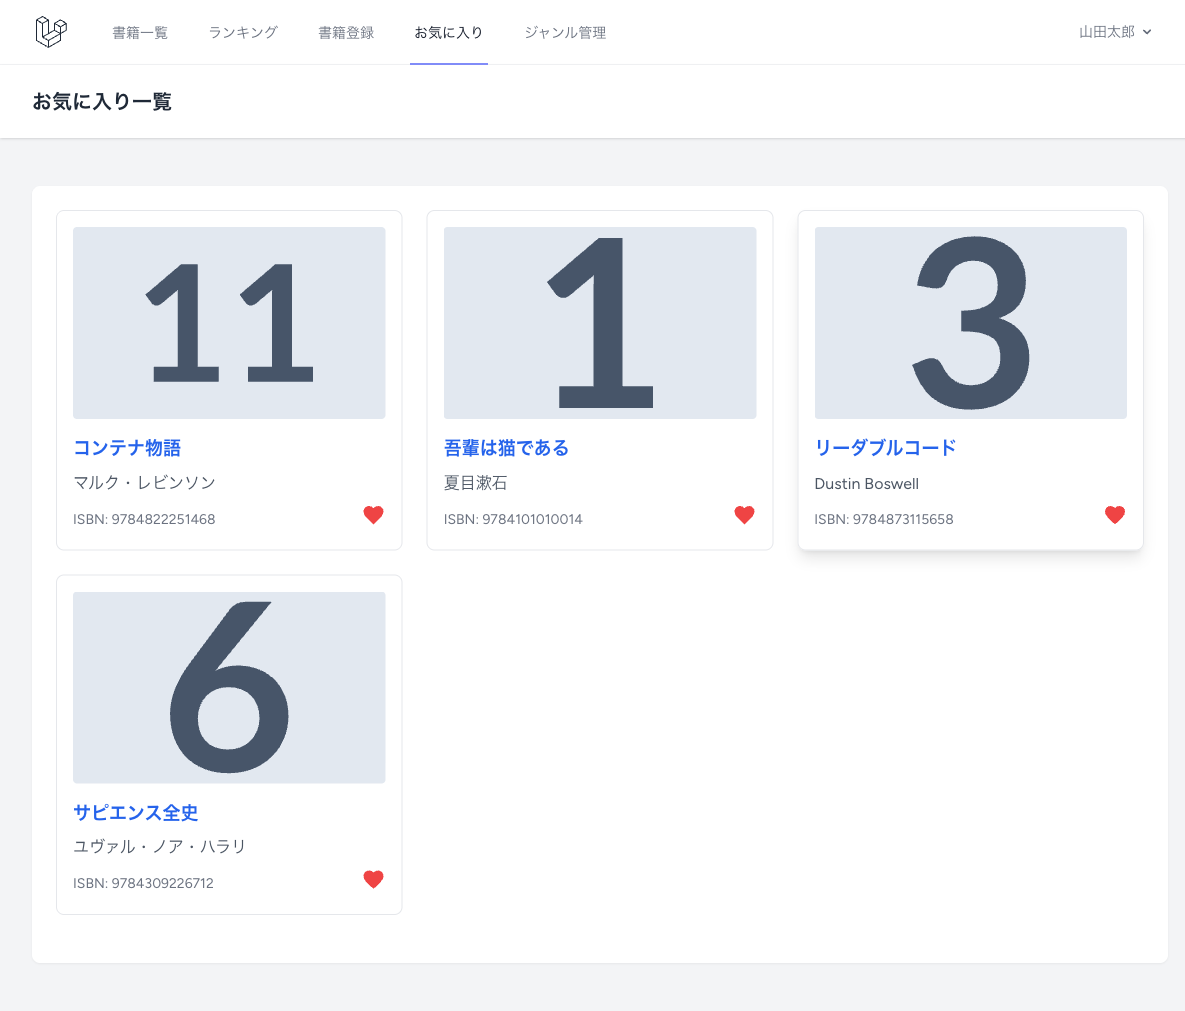 書籍一覧 ランキング 書籍登録 お気に入り ジャンル管理 山田太郎
お気に入り一覧
11
コンテナ物語
マルク・レビンソン
ISBN: 9784822251468
1
吾輩は猫である
夏目漱石
ISBN: 9784101010014
3
リーダブルコード
Dustin Boswell
ISBN: 9784873115658
6
サピエンス全史
ユヴァル・ノア・ハラリ
ISBN: 9784309226712